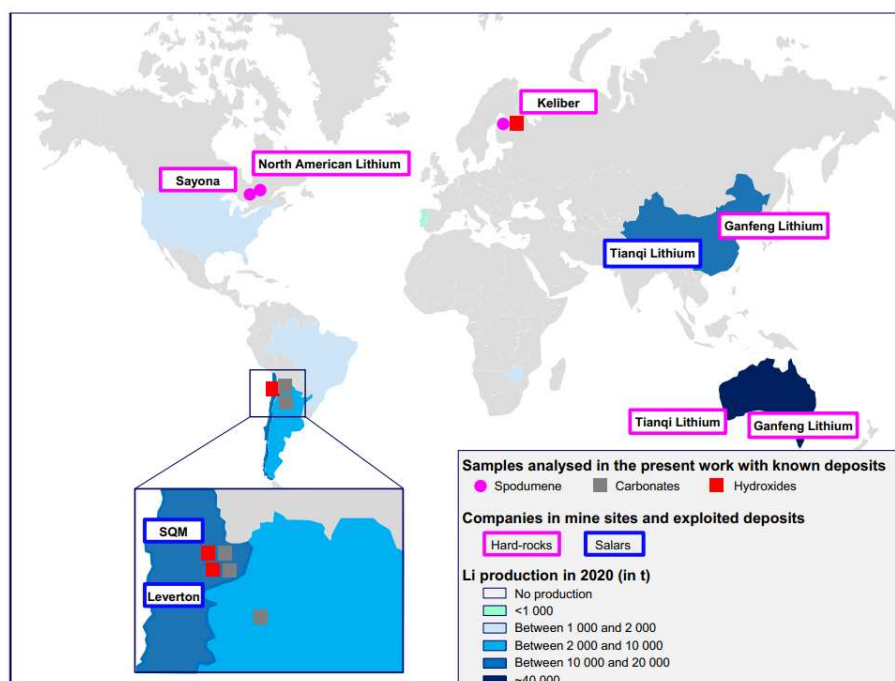 Keliber
North American Lithium
Sayona
Ganfeng Lithium
Tianqi Lithium
Tianqi Lithium
Ganfeng Lithium
SQM
Leverton
Samples analysed in the present work with known deposits
Spodumene Carbonates Hydroxides
Companies in mine sites and exploited deposits
Hard-rocks Salars
Li production in 2020 (in t)
No production
<1 000
Between 1 000 and 2 000
Between 2 000 and 10 000
Between 10 000 and 20 000
~40 000